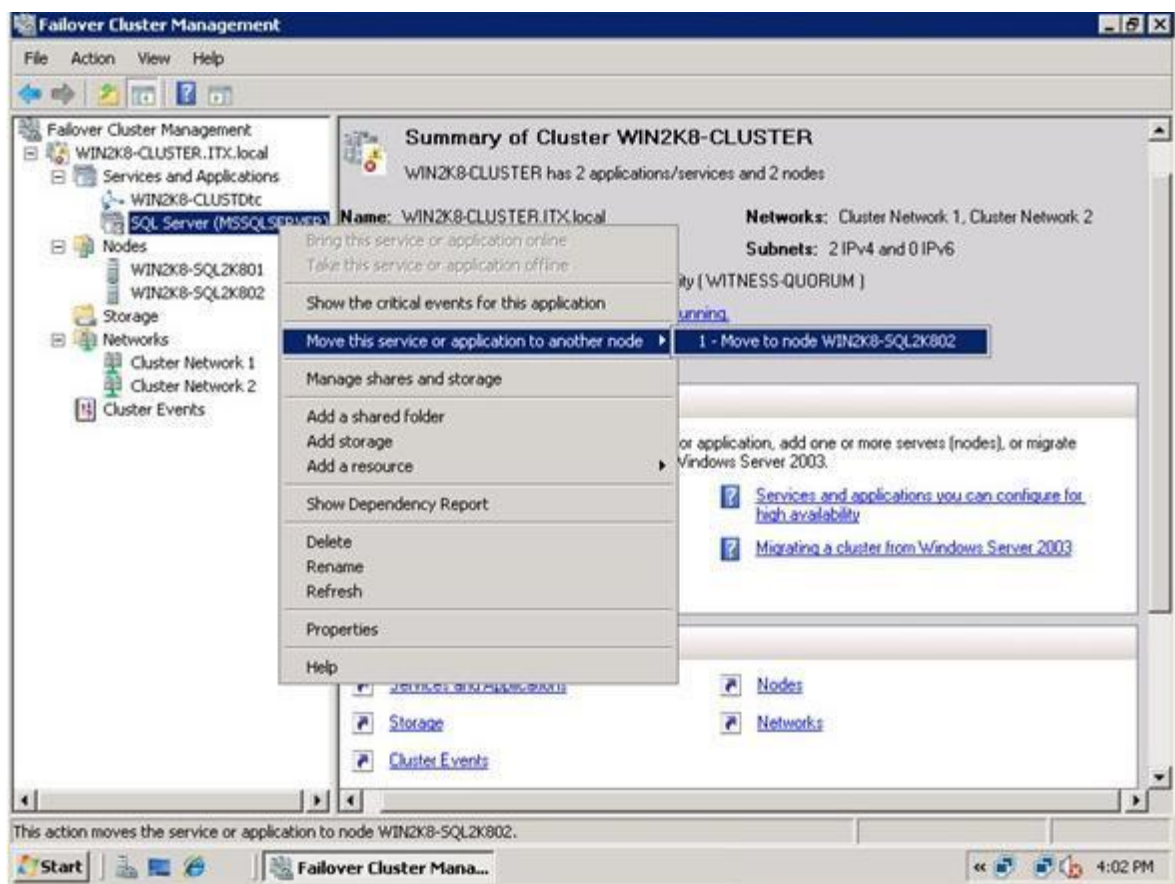 Failover Cluster Management
File Action View Help
Failover Cluster Management
WIN2K8-CLUSTER.ITX.local
Services and Applications
WIN2K8-CLUSTDtc
SQL Server (MSSQLSERVER)
Nodes
WIN2K8-SQL2K801
WIN2K8-SQL2K802
Storage
Networks
Cluster Network 1
Cluster Network 2
Cluster Events
Summary of Cluster WIN2K8-CLUSTER
WIN2K8-CLUSTER has 2 applications/services and 2 nodes
Name: WIN2K8-CLUSTER.ITX.local
Networks: Cluster Network 1, Cluster Network 2
Subnets: 2 IPv4 and 0 IPv6
( WITNESS-QUORUM )
Bring this service or application online
Take this service or application offline
Show the critical events for this application
Move this service or application to another node
1 - Move to node WIN2K8-SQL2K802
Manage shares and storage
Add a shared folder
Add storage
Add a resource
Show Dependency Report
Delete
Rename
Refresh
Properties
Help
or application, add one or more servers (nodes), or migrate
Windows Server 2003.
Services and applications you can configure for
high availability
Migrating a cluster from Windows Server 2003
Services and Applications
Nodes
Storage
Networks
Cluster Events
This action moves the service or application to node WIN2K8-SQL2K802.
Start
Failover Cluster Mana...
4:02 PM